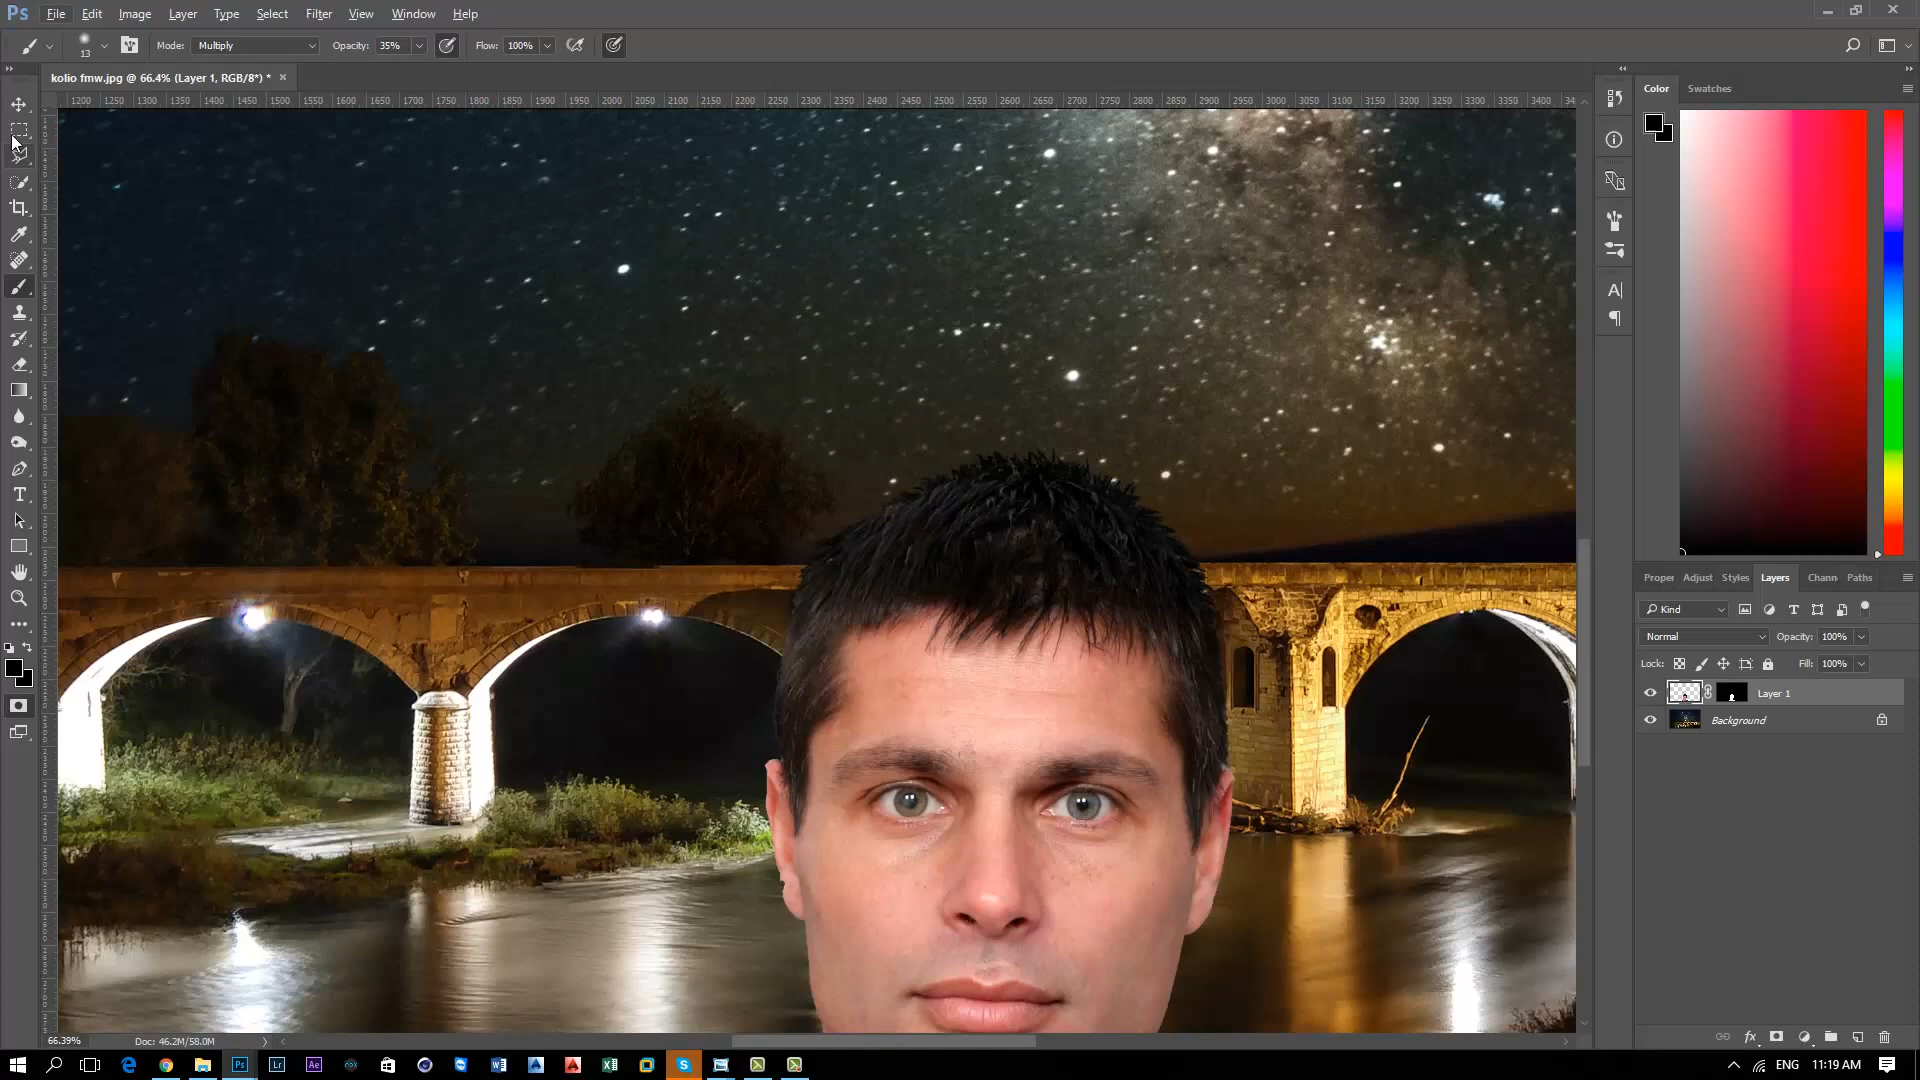 Ps File Edit Image Layer Type Select Filter View Window Help
13 Mode: Multiply Opacity: 35% Flow: 100%
kolio fmw.jpg @ 66.4% (Layer 1, RGB/8*) * ×
1200 1250 1300 1350 1400 1450 1500 1550 1600 1650 1700 1750 1800 1850 1900 1950 2000 2050 2100 2150 2200 2250 2300 2350 2400 2450 2500 2550 2600 2650 2700 2750 2800 2850 2900 2950 3000 3050 3100 3150 3200 3250 3300 3350 3400
Color Swatches
Proper Adjust Styles Layers Chann Paths
Kind
Normal Opacity: 100%
Lock: Fill: 100%
Layer 1
Background
fx
66.39% Doc: 46.2M/58.0M
Ps Lr Ae
ENG 11:19 AM